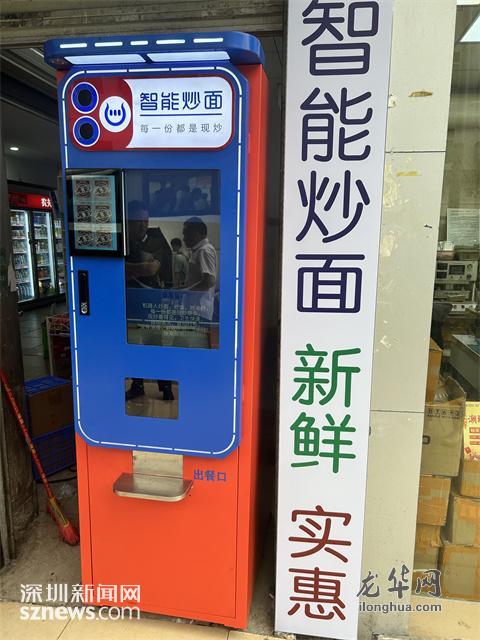 智能炒面
每一份都是现炒
出餐口
智能炒面 新鲜 实惠
深圳新闻网
sznews.com
龙华网
ilonghua.com